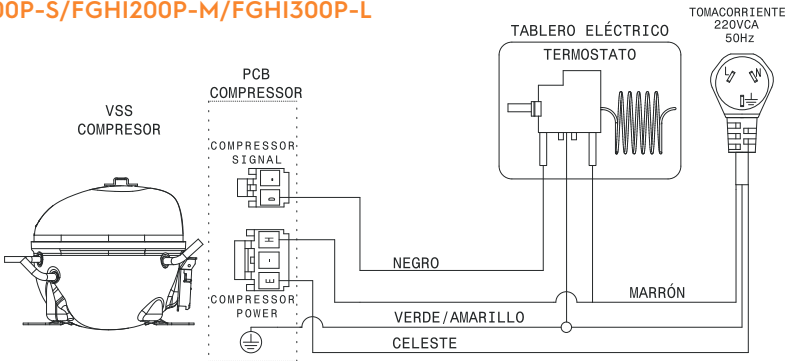 00P-S/FGHI200P-M/FGHI300P-L
TOMACORRIENTE
220VCA
50Hz
TABLERO ELÉCTRICO
TERMOSTATO
L
N
PCB
COMPRESSOR
VSS
COMPRESOR
COMPRESSOR
SIGNAL
NEGRO
MARRÓN
COMPRESSOR
POWER
VERDE/AMARILLO
CELESTE